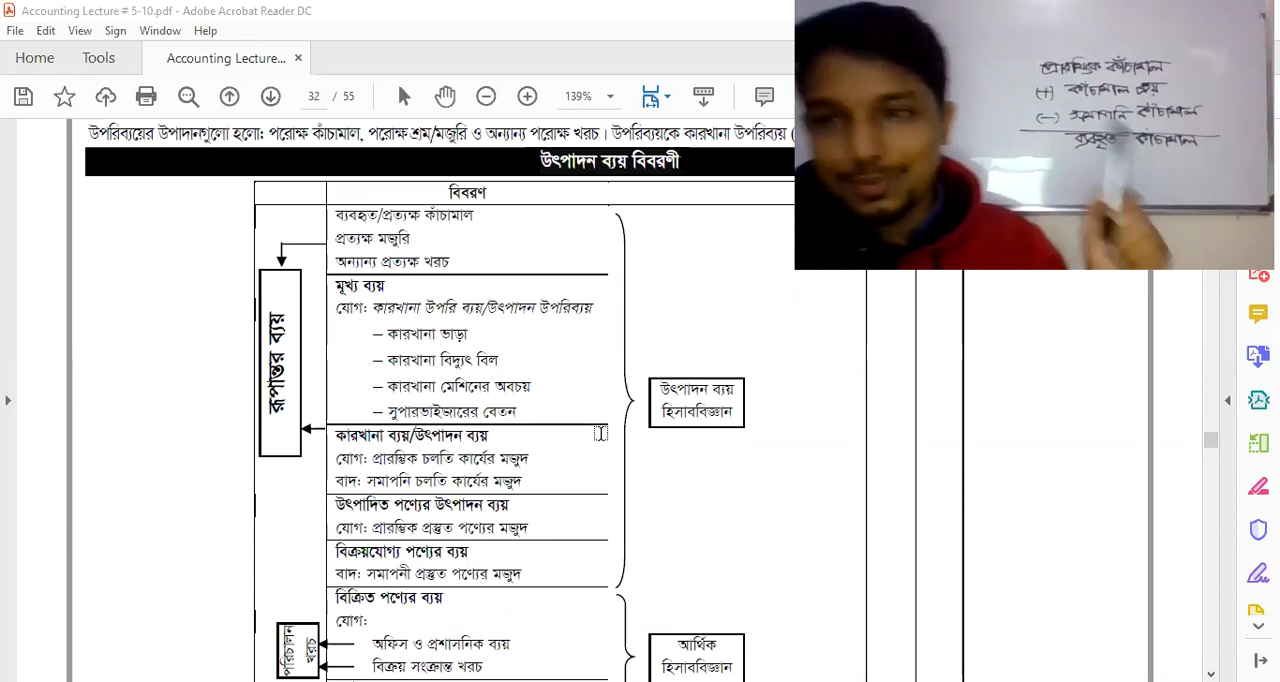 Accounting Lecture # 5-10.pdf - Adobe Acrobat Reader DC
File Edit View Sign Window Help
Home Tools Accounting Lecture... ×
32 / 55 139%
প্রারম্ভিক কাঁচামাল
(+) কাঁচামাল ক্রয়
(–) সমাপনি কাঁচামাল
ব্যবহৃত কাঁচামাল
উপরিব্যয়ের উপাদানগুলো হলো: পরোক্ষ কাঁচামাল, পরোক্ষ শ্রম/মজুরি ও অন্যান্য পরোক্ষ খরচ। উপরিব্যয়কে কারখানা উপরিব্যয় (
উৎপাদন ব্যয় বিবরণী
বিবরণ
ব্যবহৃত/প্রত্যক্ষ কাঁচামাল
প্রত্যক্ষ মজুরি
অন্যান্য প্রত্যক্ষ খরচ
মূখ্য ব্যয়
যোগ: কারখানা উপরি ব্যয়/উৎপাদন উপরিব্যয়
– কারখানা ভাড়া
– কারখানা বিদ্যুৎ বিল
– কারখানা মেশিনের অবচয়
– সুপারভাইজারের বেতন
রূপান্তর ব্যয়
উৎপাদন ব্যয়
হিসাববিজ্ঞান
কারখানা ব্যয়/উৎপাদন ব্যয়
যোগ: প্রারম্ভিক চলতি কার্যের মজুদ
বাদ: সমাপনি চলতি কার্যের মজুদ
উৎপাদিত পণ্যের উৎপাদন ব্যয়
যোগ: প্রারম্ভিক প্রস্তুত পণ্যের মজুদ
বিক্রয়যোগ্য পণ্যের ব্যয়
বাদ: সমাপনী প্রস্তুত পণ্যের মজুদ
বিক্রিত পণ্যের ব্যয়
যোগ:
অফিস ও প্রশাসনিক ব্যয়
বিক্রয় সংক্রান্ত খরচ
পরিচালন
খরচ
আর্থিক
হিসাববিজ্ঞান